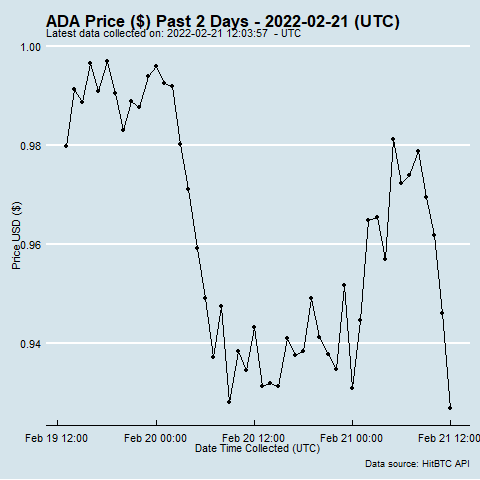 ADA Price ($) Past 2 Days - 2022-02-21 (UTC)
Latest data collected on: 2022-02-21 12:03:57 - UTC
1.00
0.98
0.96
0.94
Price USD ($)
Feb 19 12:00 Feb 20 00:00 Feb 20 12:00 Feb 21 00:00 Feb 21 12:00
Date Time Collected (UTC)
Data source: HitBTC API